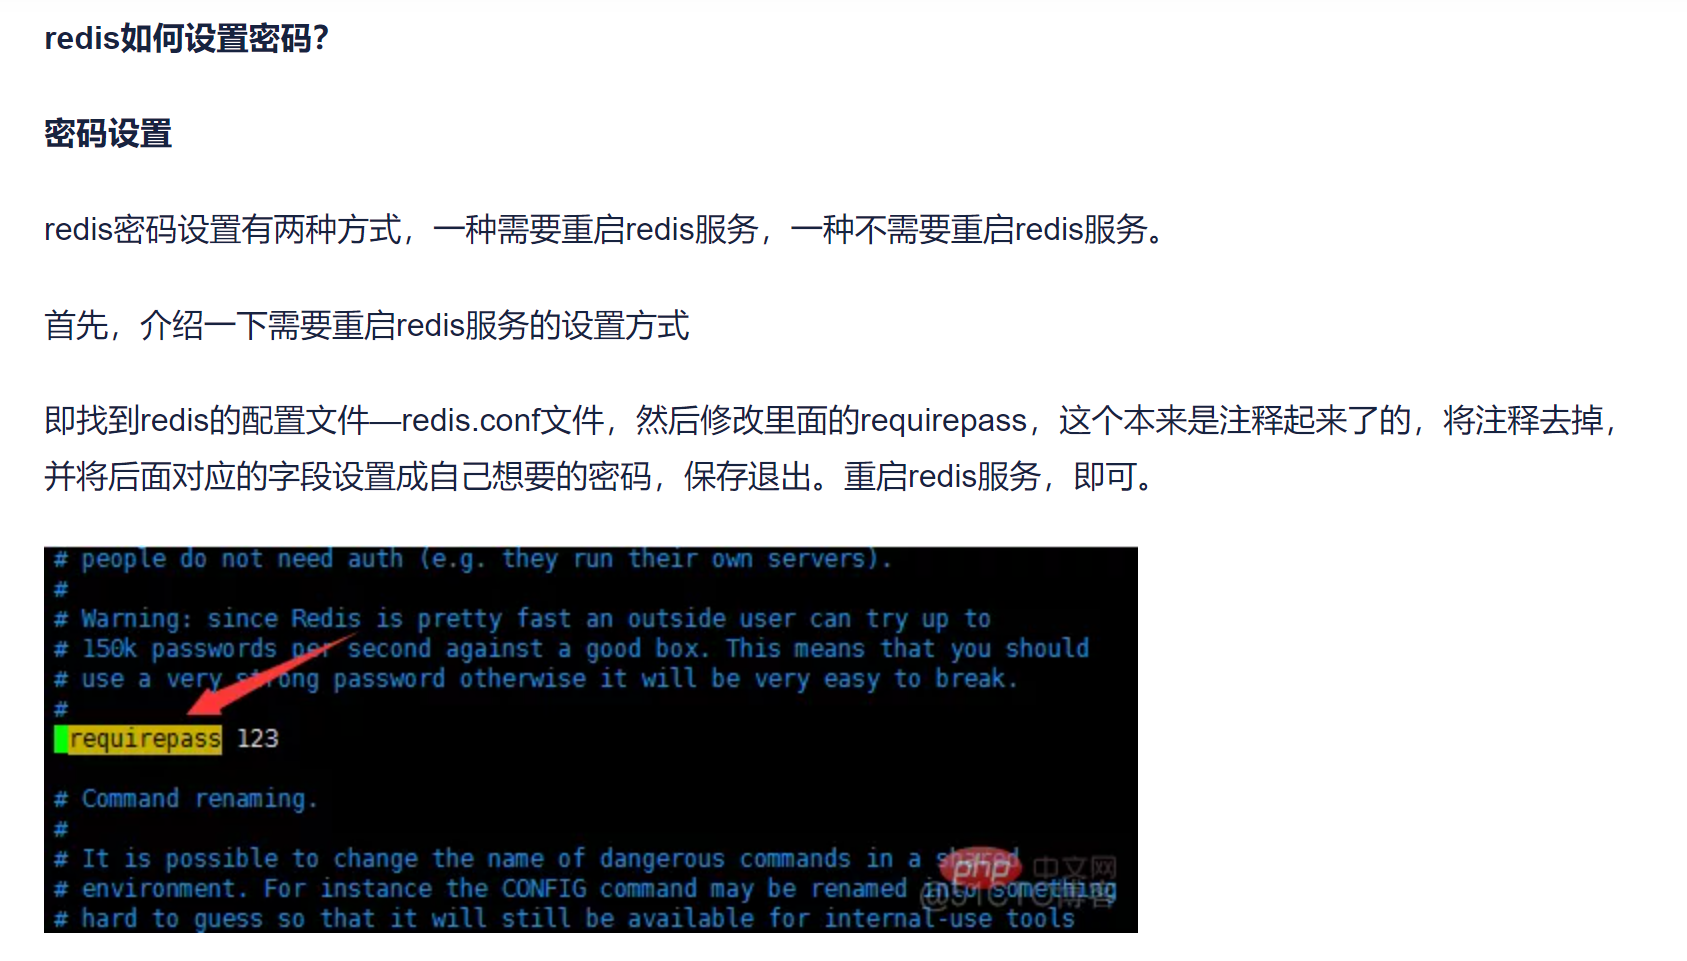 redis如何设置密码？
密码设置
redis密码设置有两种方式，一种需要重启redis服务，一种不需要重启redis服务。
首先，介绍一下需要重启redis服务的设置方式
即找到redis的配置文件—redis.conf文件，然后修改里面的requirepass，这个本来是注释起来了的，将注释去掉，
并将后面对应的字段设置成自己想要的密码，保存退出。重启redis服务，即可。
# people do not need auth (e.g. they run their own servers).
#
# Warning: since Redis is pretty fast an outside user can try up to
# 150k passwords per second against a good box. This means that you should
# use a very strong password otherwise it will be very easy to break.
#
requirepass 123
# Command renaming.
#
# It is possible to change the name of dangerous commands in a shared
# environment. For instance the CONFIG command may be renamed into something
# hard to guess so that it will still be available for internal-use tools
php 中文网
@51CTO博客